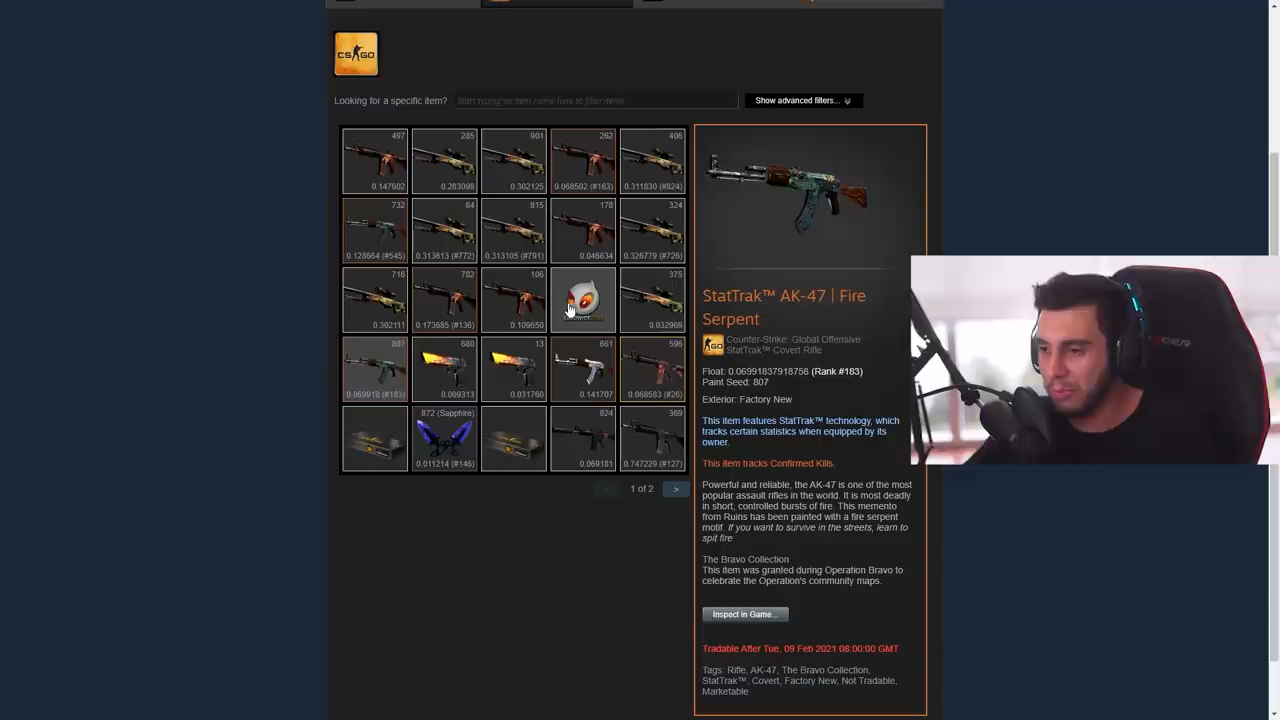 CS GO
Looking for a specific item?
Start typing an item name here to filter items
Show advanced filters...
497
0.147602
285
0.283098
901
0.302125
262
0.068502 (#163)
406
0.311830 (#824)
732
0.128664 (#545)
84
0.313613 (#772)
815
0.313105 (#791)
178
0.046634
324
0.326779 (#726)
716
0.302111
782
0.173685 (#136)
106
0.109650
375
0.032969
807
0.069918 (#183)
680
0.009313
13
0.031760
661
0.141707
596
0.068583 (#26)
872 (Sapphire)
0.011214 (#146)
824
0.069181
369
0.747229 (#127)
<
1 of 2
>
StatTrak™ AK-47 | Fire
Serpent
Counter-Strike: Global Offensive
StatTrak™ Covert Rifle
Float: 0.06991837918758 (Rank #183)
Paint Seed: 807
Exterior: Factory New
This item features StatTrak™ technology, which
tracks certain statistics when equipped by its
owner.
This item tracks Confirmed Kills.
Powerful and reliable, the AK-47 is one of the most
popular assault rifles in the world. It is most deadly
in short, controlled bursts of fire. This memento
from Ruins has been painted with a fire serpent
motif. If you want to survive in the streets, learn to
spit fire
The Bravo Collection
This item was granted during Operation Bravo to
celebrate the Operation's community maps.
Inspect in Game...
Tradable After Tue, 09 Feb 2021 08:00:00 GMT
Tags: Rifle, AK-47, The Bravo Collection,
StatTrak™, Covert, Factory New, Not Tradable,
Marketable